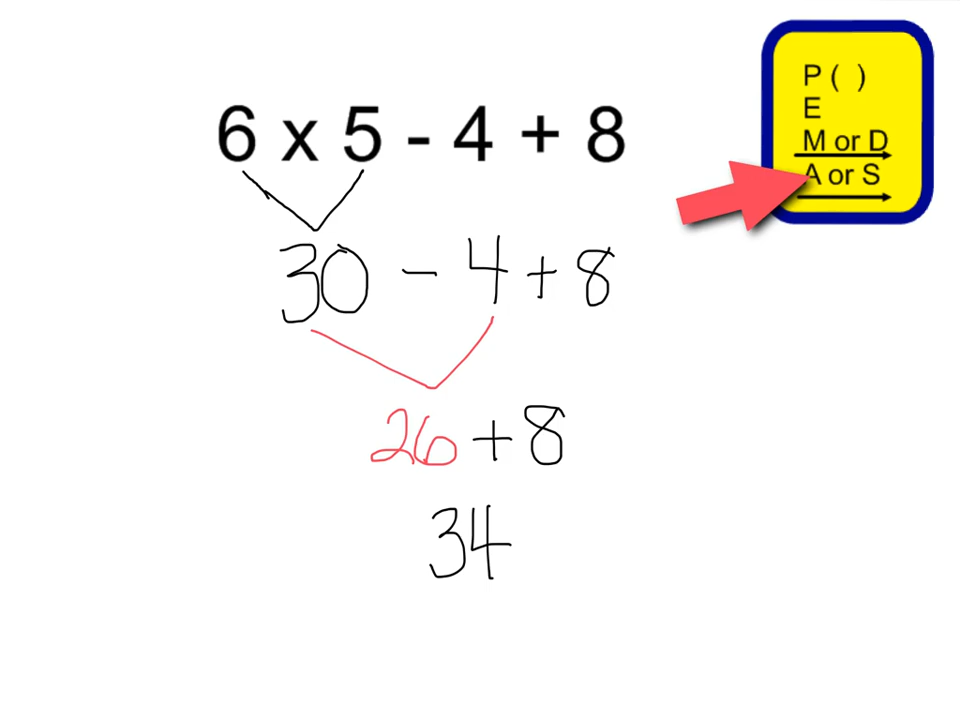 P ( )
E
M or D
A or S
6 x 5 - 4 + 8
30 - 4 + 8
26 + 8
34